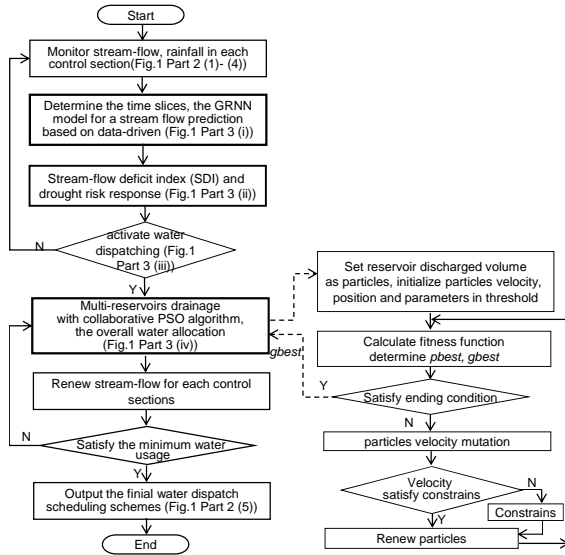 Start
Monitor stream-flow, rainfall in each
control section(Fig.1 Part 2 (1)- (4))
Determine the time slices, the GRNN
model for a stream flow prediction
based on data-driven (Fig.1 Part 3 (i))
Stream-flow deficit index (SDI) and
drought risk response (Fig.1 Part 3 (ii))
N
activate water
dispatching (Fig.1
Part 3 (iii))
Y
Multi-reservoirs drainage
with collaborative PSO algorithm,
the overall water allocation
(Fig.1 Part 3 (iv))
Renew stream-flow for each control
sections
N
Satisfy the minimum water
usage
Y
Output the finial water dispatch
scheduling schemes (Fig.1 Part 2 (5))
End
Set reservoir discharged volume
as particles, initialize particles velocity,
position and parameters in threshold
gbest
Calculate fitness function
determine pbest, gbest
Y
Satisfy ending condition
N
particles velocity mutation
Velocity
satisfy constrains
N
Constrains
Y
Renew particles